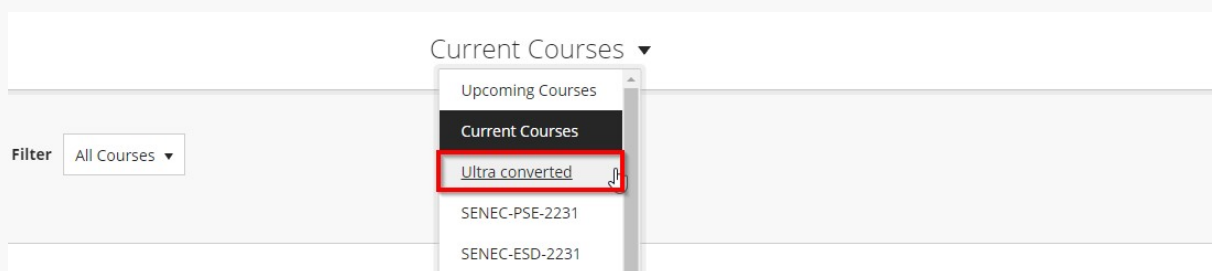 Current Courses
Upcoming Courses
Current Courses
Filter
All Courses
Ultra converted
SENEC-PSE-2231
SENEC-ESD-2231